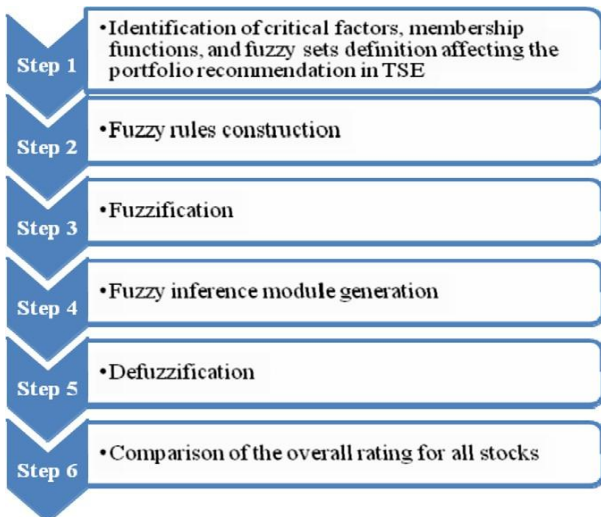 Step 1
•Identification of critical factors, membership
functions, and fuzzy sets definition affecting the
portfolio recommendation in TSE
Step 2
•Fuzzy rules construction
Step 3
•Fuzzification
Step 4
•Fuzzy inference module generation
Step 5
•Defuzzification
Step 6
•Comparison of the overall rating for all stocks